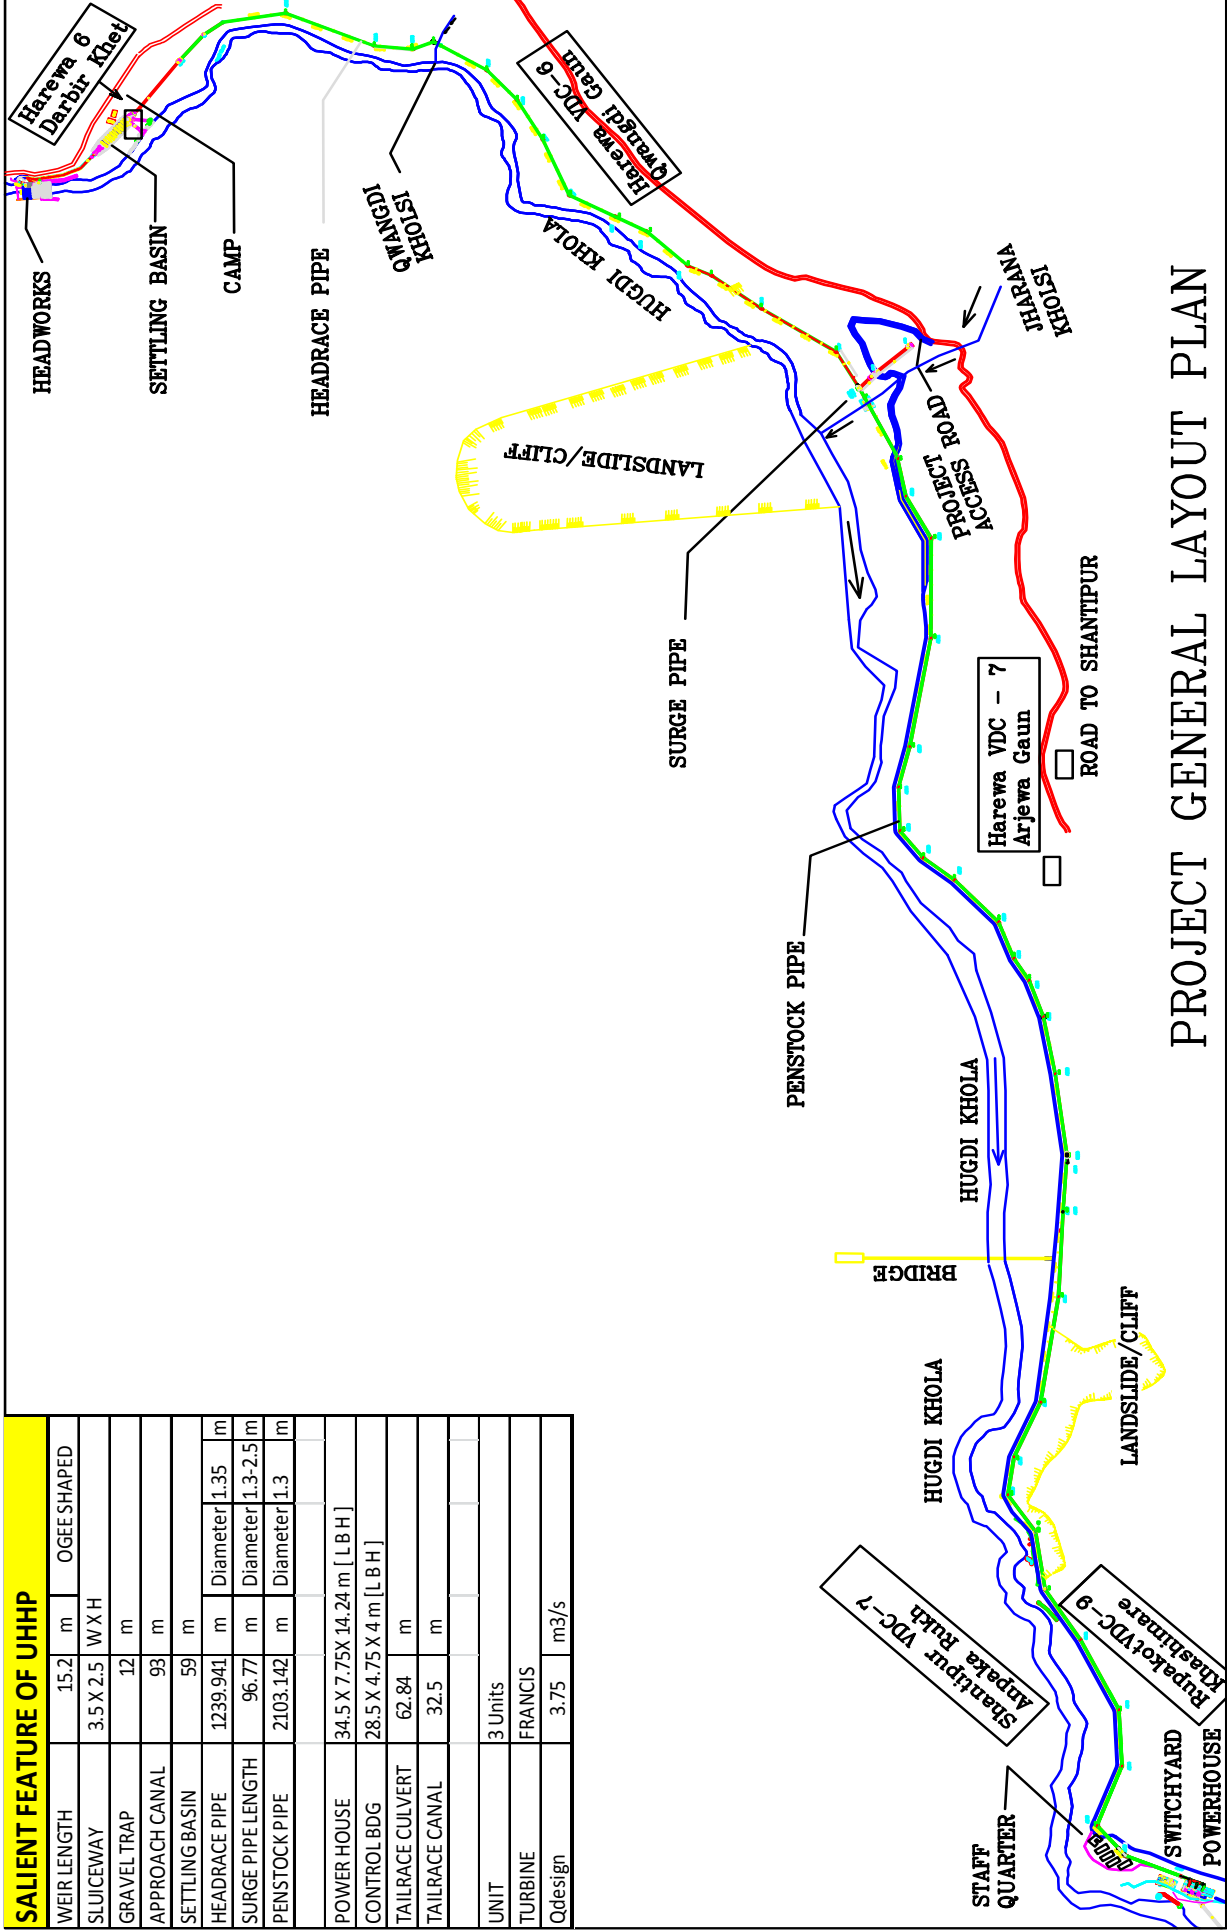 SALIENT FEATURE OF UHHP
WEIR LENGTH 15.2 m OGEE SHAPED
SLUICEWAY 3.5 X 2.5 W X H
GRAVEL TRAP 12 m
APPROACH CANAL 93 m
SETTLING BASIN 59 m
HEADRACE PIPE 1239.941 m Diameter 1.35 m
SURGE PIPE LENGTH 96.77 m Diameter 1.3-2.5 m
PENSTOCK PIPE 2103.142 m Diameter 1.3 m
POWER HOUSE 34.5 X 7.75X 14.24 m [ L B H ]
CONTROL BDG 28.5 X 4.75 X 4 m [ L B H ]
TAILRACE CULVERT 62.84 m
TAILRACE CANAL 32.5 m
UNIT 3 Units
TURBINE FRANCIS
Qdesign 3.75 m3/s
HEADWORKS
Harewa 6
Darbir Khet
SETTLING BASIN
CAMP
HEADRACE PIPE
QWANGDI
KHOLSI
Harewa VDC-6
Qwangdi Gaun
HUGDI KHOLA
LANDSLIDE/CLIFF
JHARANA
KHOLSI
PROJECT
ACCESS ROAD
SURGE PIPE
ROAD TO SHANTIPUR
Harewa VDC - 7
Arjewa Gaun
PENSTOCK PIPE
HUGDI KHOLA
BRIDGE
HUGDI KHOLA
LANDSLIDE/CLIFF
Shantipur VDC-7
Anpaka Rukh
RupakotVDC-9
Khashimare
STAFF
QUARTER
SWITCHYARD
POWERHOUSE
PROJECT GENERAL LAYOUT PLAN